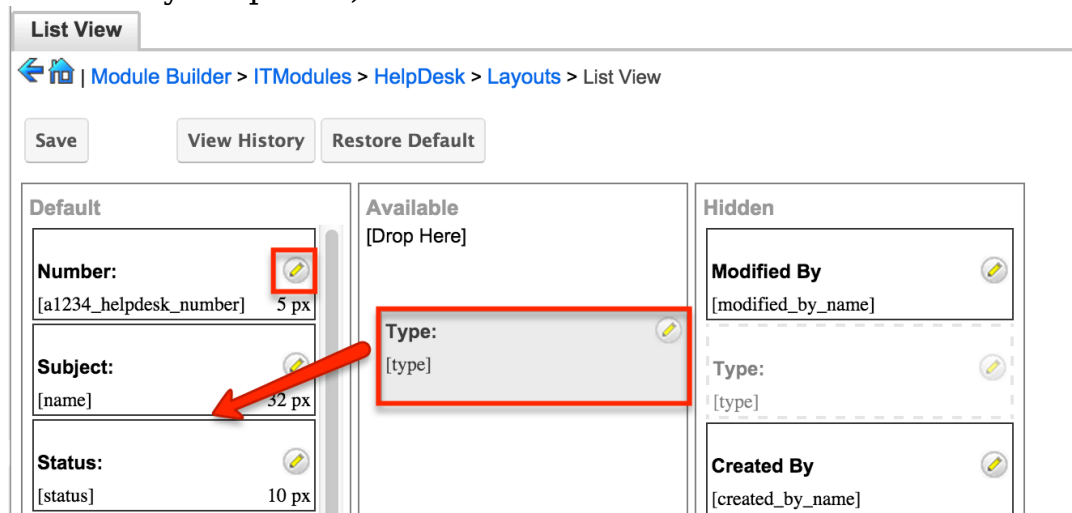 List View
| Module Builder > ITModules > HelpDesk > Layouts > List View
Save View History Restore Default
Default
Number:
[a1234_helpdesk_number] 5 px
Subject:
[name] 32 px
Status:
[status] 10 px
Available
[Drop Here]
Type:
[type]
Hidden
Modified By
[modified_by_name]
Type:
[type]
Created By
[created_by_name]